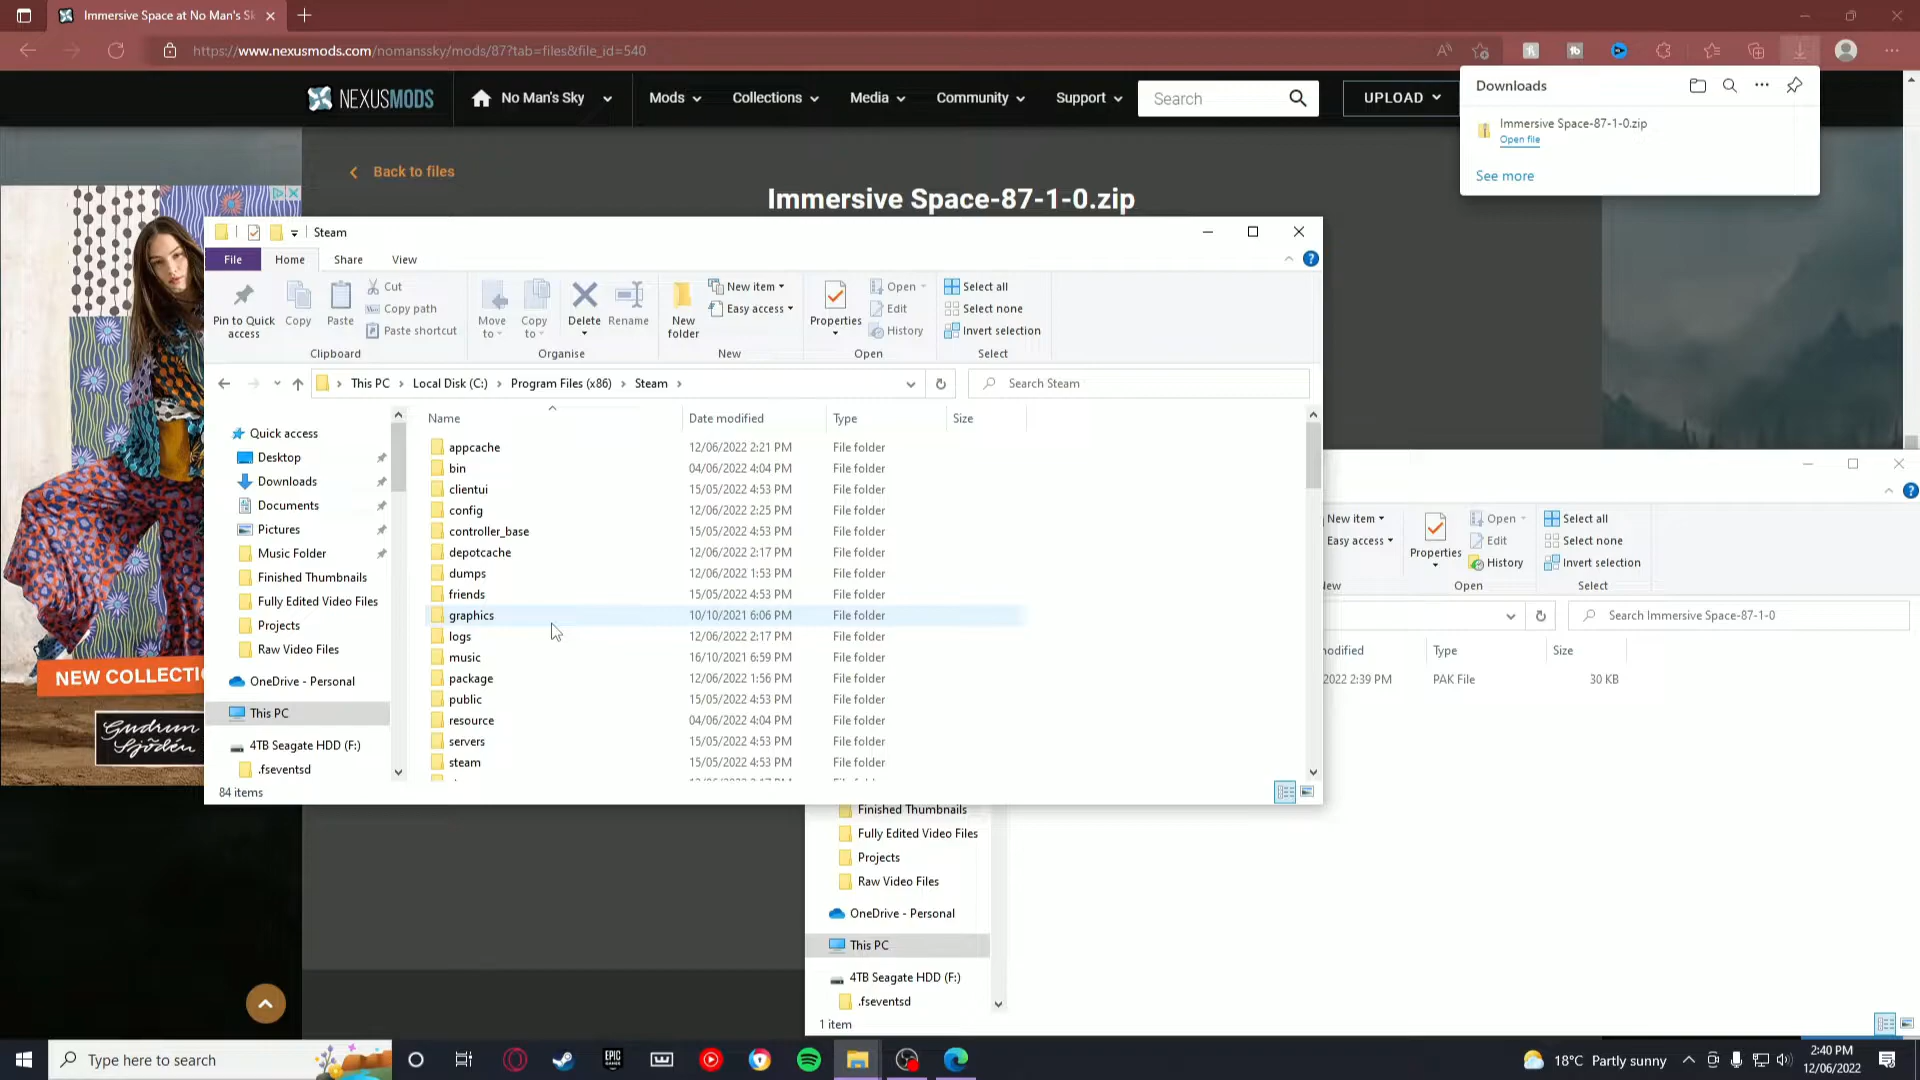 Immersive Space at No Man's Sk
https://www.nexusmods.com/nomanssky/mods/87?tab=files&file_id=540
NEXUSMODS
No Man's Sky
Mods
Collections
Media
Community
Support
Search
UPLOAD
Downloads
Immersive Space-87-1-0.zip
Open file
See more
Back to files
Immersive Space-87-1-0.zip
NEW COLLECTI
Gudrun
Sjödén
Steam
File
Home
Share
View
Pin to Quick
access
Copy
Paste
Cut
Copy path
Paste shortcut
Clipboard
Move
to
Copy
to
Delete
Rename
Organise
New
folder
New item
Easy access
New
Properties
Open
Edit
History
Open
Select all
Select none
Invert selection
Select
This PC
Local Disk (C:)
Program Files (x86)
Steam
Search Steam
Quick access
Desktop
Downloads
Documents
Pictures
Music Folder
Finished Thumbnails
Fully Edited Video Files
Projects
Raw Video Files
OneDrive - Personal
This PC
4TB Seagate HDD (F:)
.fseventsd
Name Date modified Type Size
appcache 12/06/2022 2:21 PM File folder
bin 04/06/2022 4:04 PM File folder
clientui 15/05/2022 4:53 PM File folder
config 12/06/2022 2:25 PM File folder
controller_base 15/05/2022 4:53 PM File folder
depotcache 12/06/2022 2:17 PM File folder
dumps 12/06/2022 1:53 PM File folder
friends 15/05/2022 4:53 PM File folder
graphics 10/10/2021 6:06 PM File folder
logs 12/06/2022 2:17 PM File folder
music 16/10/2021 6:59 PM File folder
package 12/06/2022 1:56 PM File folder
public 15/05/2022 4:53 PM File folder
resource 04/06/2022 4:04 PM File folder
servers 15/05/2022 4:53 PM File folder
steam 15/05/2022 4:53 PM File folder
84 items
New item
Easy access
New
Properties
Open
Edit
History
Open
Select all
Select none
Invert selection
Select
Search Immersive Space-87-1-0
modified Type Size
2022 2:39 PM PAK File 30 KB
Finished Thumbnails
Fully Edited Video Files
Projects
Raw Video Files
OneDrive - Personal
This PC
4TB Seagate HDD (F:)
.fseventsd
1 item
Type here to search
EPIC
GAMES
18°C Partly sunny
2:40 PM
12/06/2022